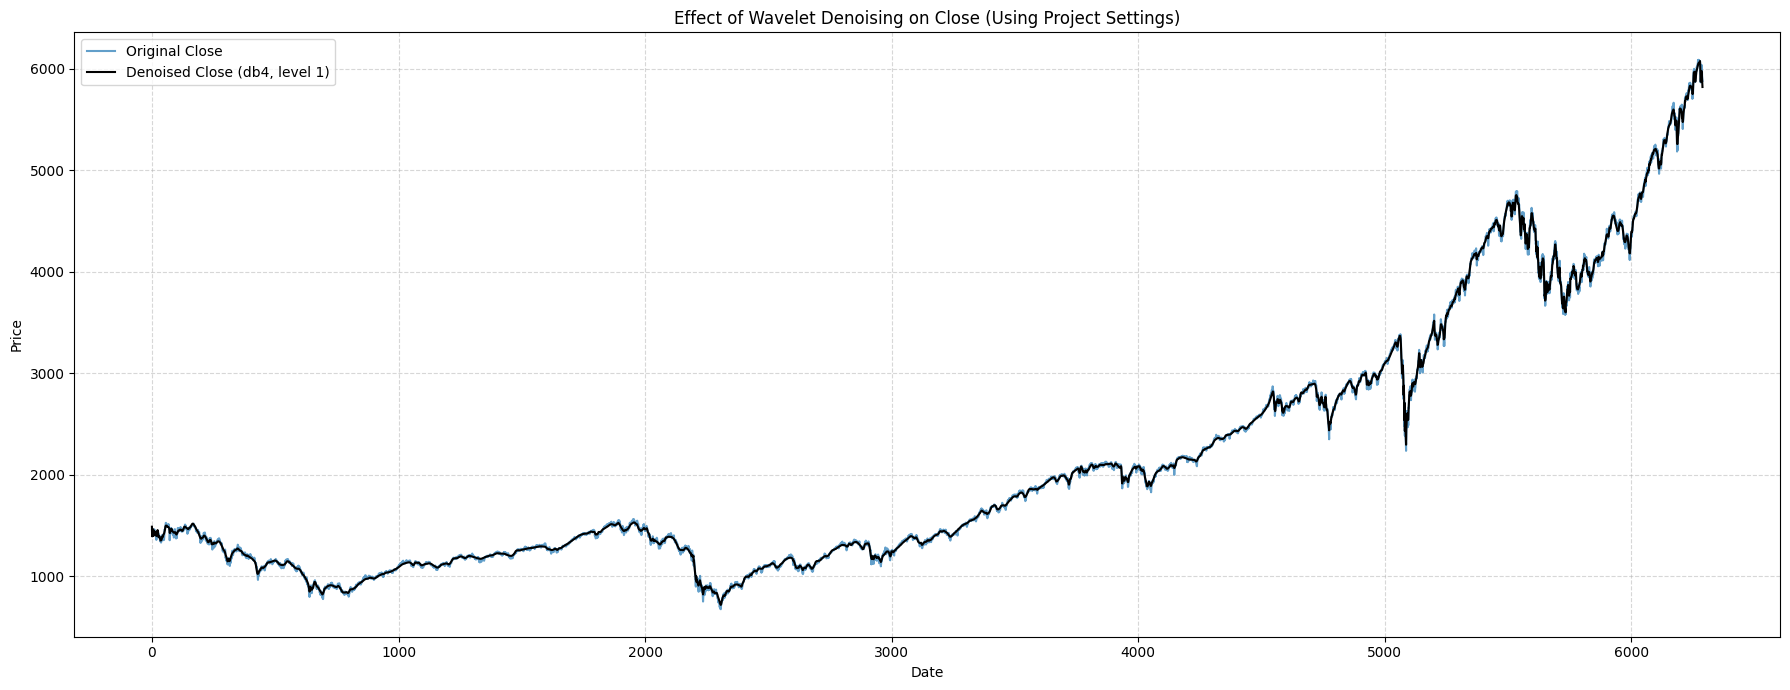 Effect of Wavelet Denoising on Close (Using Project Settings)
Original Close
Denoised Close (db4, level 1)
6000
5000
4000
3000
2000
1000
Price
0 1000 2000 3000 4000 5000 6000
Date